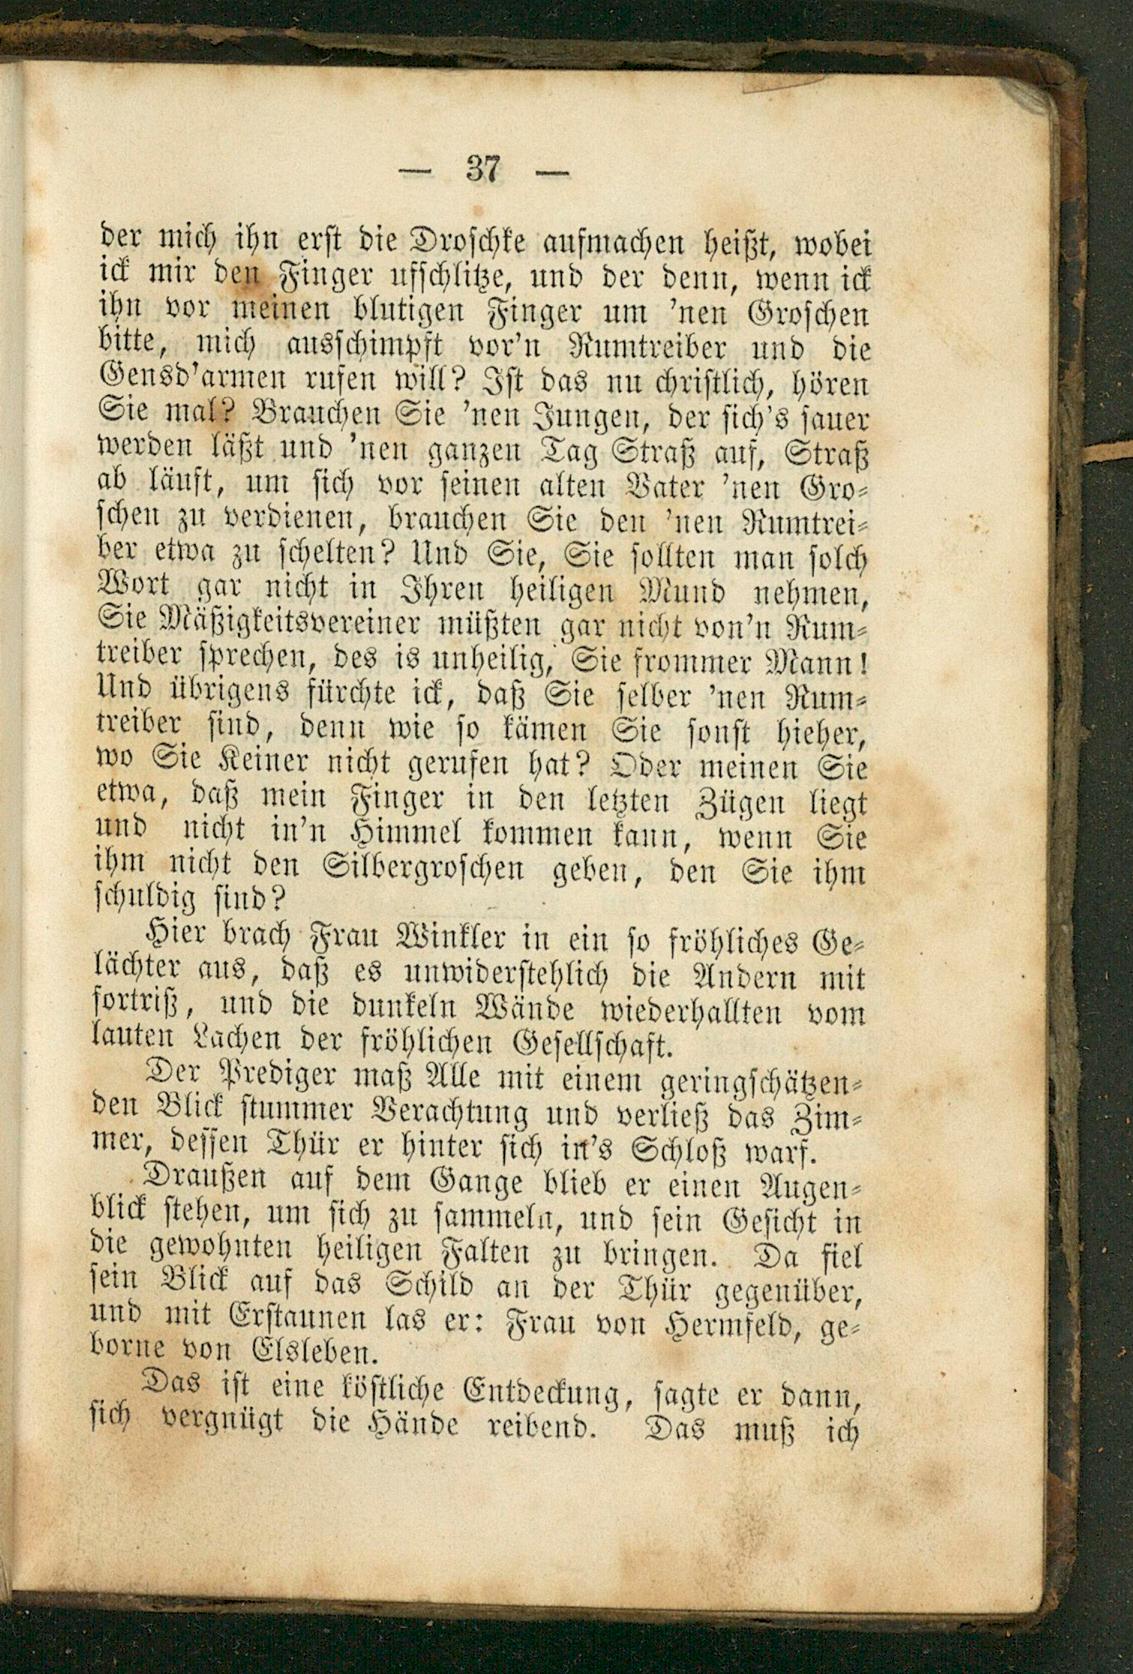 — 37 —
der mich ihn erst die Droschke aufmachen heißt, wobei
ick mir den Finger ufschlitze, und der denn, wenn ick
ihn vor meinen blutigen Finger um 'nen Groschen
bitte, mich ausschimpft vor'n Rumtreiber und die
Gensd'armen rufen will? Ist das nu christlich, hören
Sie mal? Brauchen Sie 'nen Jungen, der sich's sauer
werden läßt und 'nen ganzen Tag Straß auf, Straß
ab läuft, um sich vor seinen alten Vater 'nen Gro-
schen zu verdienen, brauchen Sie den 'nen Rumtrei-
ber etwa zu schelten? Und Sie, Sie sollten man solch
Wort gar nicht in Ihren heiligen Mund nehmen,
Sie Mäßigkeitsvereiner müßten gar nicht von'n Rum-
treiber sprechen, des is unheilig, Sie frommer Mann!
Und übrigens fürchte ick, daß Sie selber 'nen Rum-
treiber sind, denn wie so kämen Sie sonst hieher,
wo Sie Keiner nicht gerufen hat? Oder meinen Sie
etwa, daß mein Finger in den letzten Zügen liegt
und nicht in'n Himmel kommen kann, wenn Sie
ihm nicht den Silbergroschen geben, den Sie ihm
schuldig sind?
Hier brach Frau Winkler in ein so fröhliches Ge-
lächter aus, daß es unwiderstehlich die Andern mit
fortriß, und die dunkeln Wände wiederhallten vom
lauten Lachen der fröhlichen Gesellschaft.
Der Prediger maß Alle mit einem geringschätzen-
den Blick stummer Verachtung und verließ das Zim-
mer, dessen Thür er hinter sich in's Schloß warf.
Draußen auf dem Gange blieb er einen Augen-
blick stehen, um sich zu sammeln, und sein Gesicht in
die gewohnten heiligen Falten zu bringen. Da fiel
sein Blick auf das Schild an der Thür gegenüber,
und mit Erstaunen las er: Frau von Hermfeld, ge-
borne von Elsleben.
Das ist eine köstliche Entdeckung, sagte er dann,
sich vergnügt die Hände reibend. Das muß ich